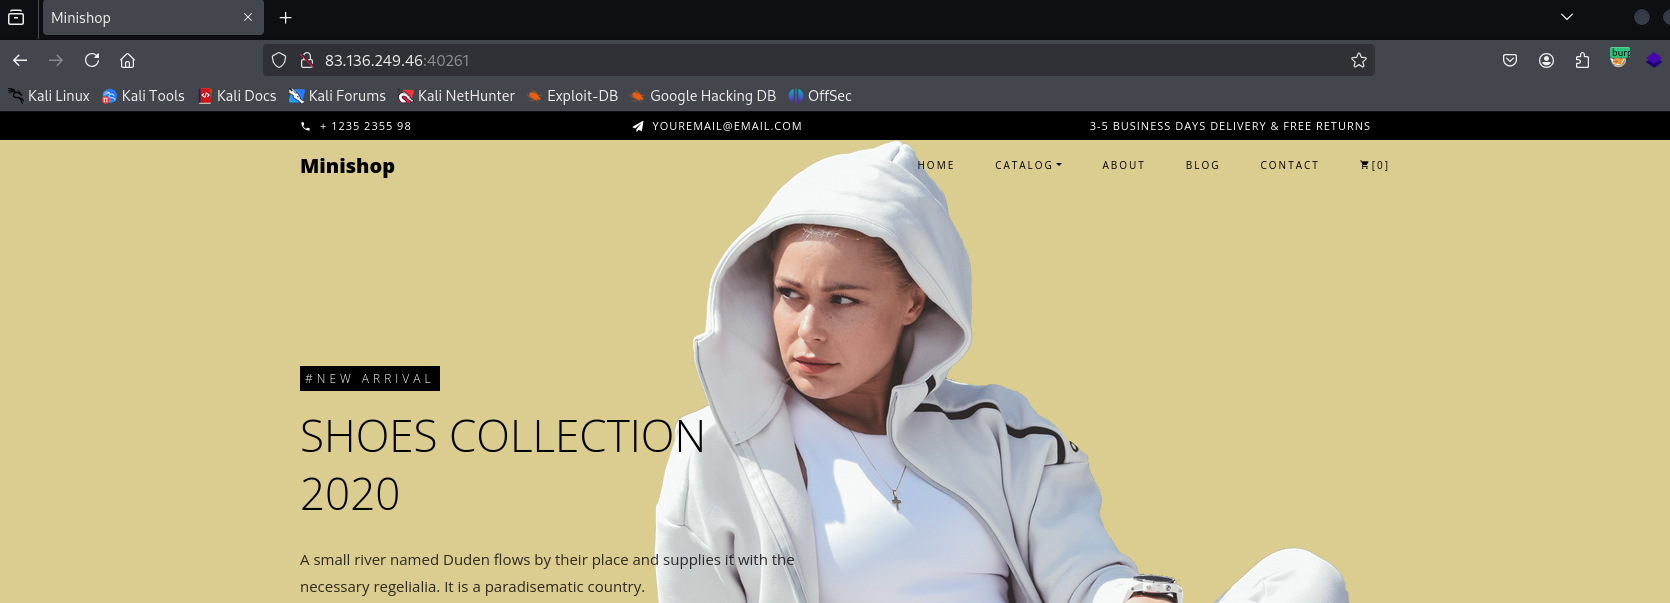 Minishop
83.136.249.46:40261
burp
Kali Linux Kali Tools Kali Docs Kali Forums Kali NetHunter Exploit-DB Google Hacking DB OffSec
+ 1235 2355 98 YOUREMAIL@EMAIL.COM 3-5 BUSINESS DAYS DELIVERY & FREE RETURNS
Minishop HOME CATALOG ABOUT BLOG CONTACT [0]
#NEW ARRIVAL
SHOES COLLECTION
2020
A small river named Duden flows by their place and supplies it with the
necessary regelialia. It is a paradisematic country.